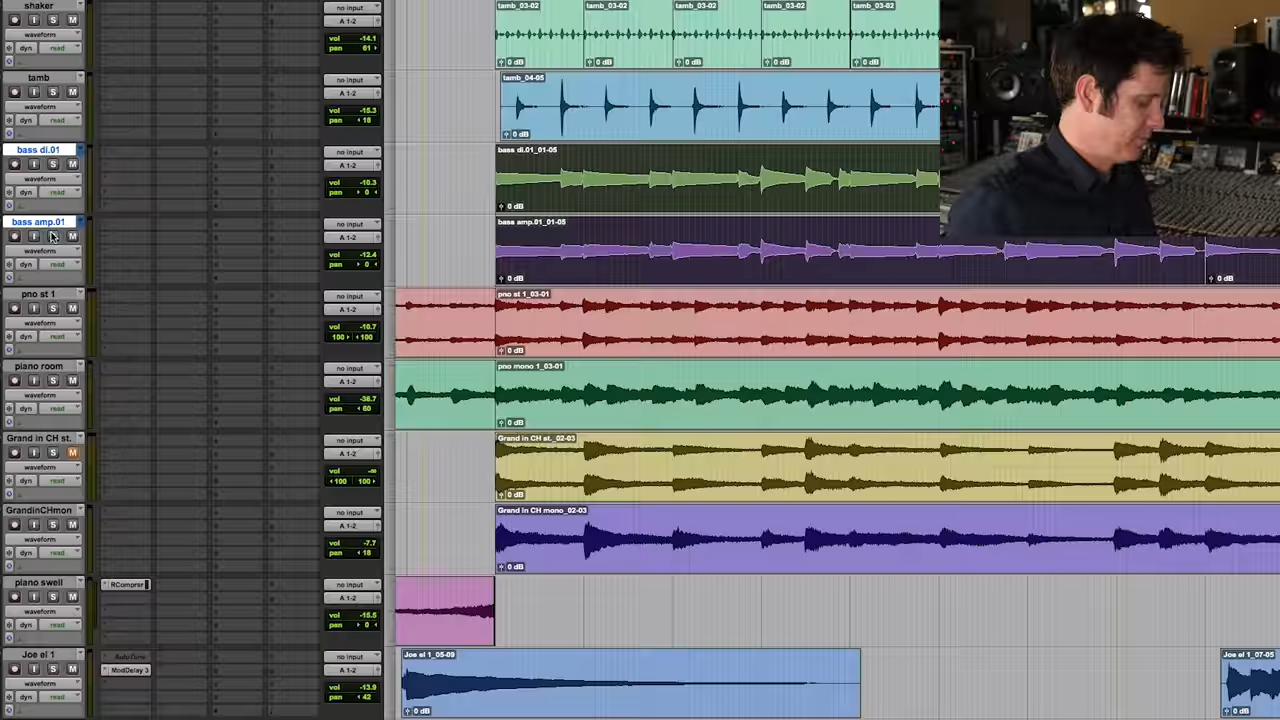 shaker
waveform
dyn read
no input
A 1-2
vol -14.1
pan 61
tamb_03-02 tamb_03-02 tamb_03-02 tamb_03-02 tamb_03-02
0 dB 0 dB 0 dB 0 dB 0 dB
tamb
I S M
waveform
dyn read
no input
A 1-2
vol -15.3
pan 18
tamb_04-05
0 dB
bass di.01
I S M
waveform
dyn read
no input
A 1-2
vol -10.3
pan 0
bass di.01_01-05
0 dB
bass amp.01
I M
waveform
dyn read
no input
A 1-2
vol -12.4
pan 0
bass amp.01_01-05
0 dB 0 dB
pno st 1
I S M
waveform
dyn read
no input
A 1-2
vol -10.7
100 100
pno st 1_03-01
0 dB
piano room
I S M
waveform
dyn read
no input
A 1-2
vol -36.7
pan 60
pno mono 1_03-01
0 dB
Grand in CH st.
I S M
waveform
dyn read
no input
A 1-2
vol -∞
100 100
Grand in CH st._02-03
0 dB
GrandinCHmon
I S M
waveform
dyn read
no input
A 1-2
vol -7.7
pan 18
Grand in CH mono_02-03
0 dB
piano swell
I S M
waveform
dyn read
RComprsr
no input
A 1-2
vol -15.5
pan 0
Joe el 1
I S M
waveform
dyn read
AutoTune
ModDelay 3
no input
A 1-2
vol -13.9
pan 42
Joe el 1_05-09 Joe el 1_07-05
0 dB 0 dB